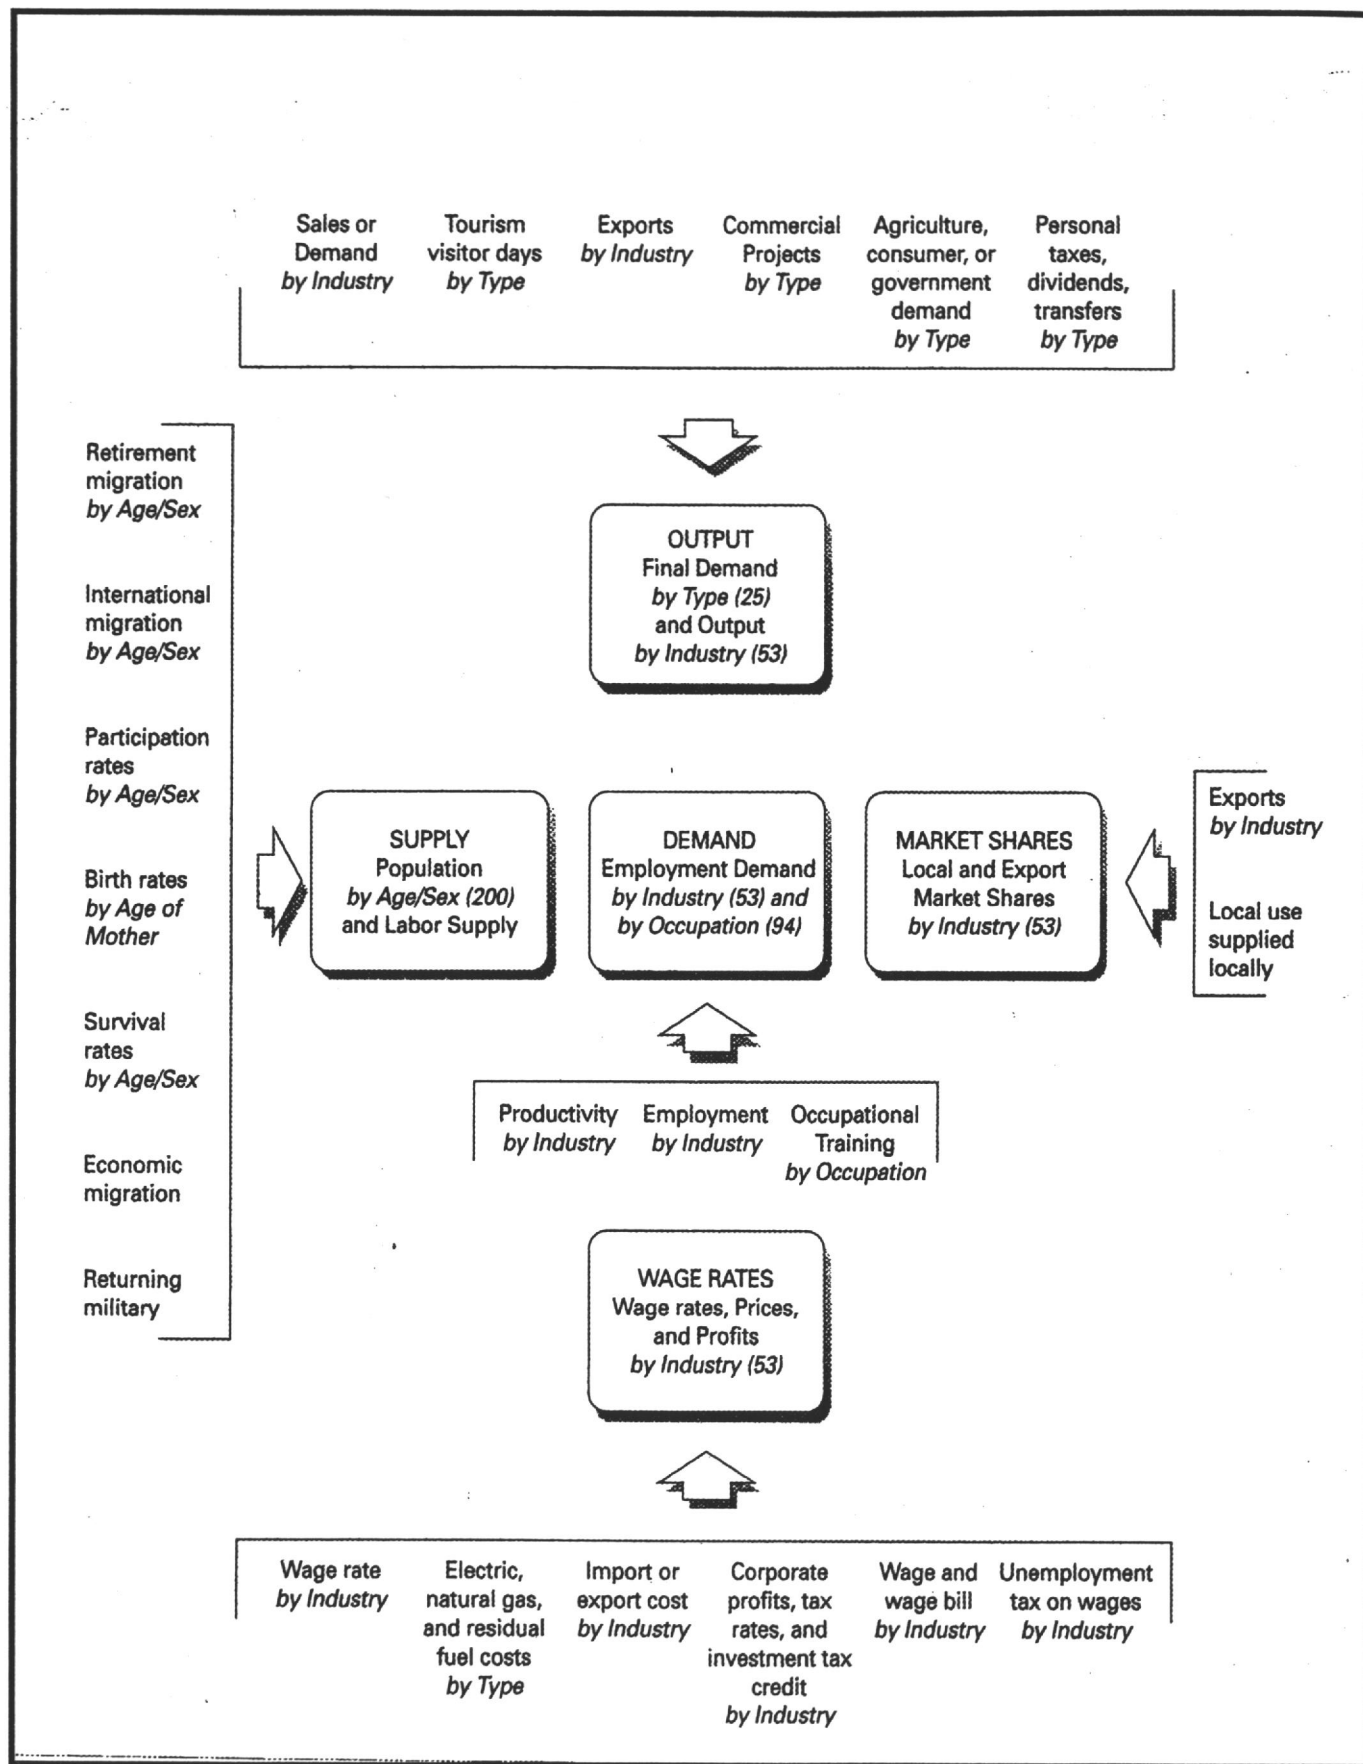 Sales or
Demand
by Industry
Tourism
visitor days
by Type
Exports
by Industry
Commercial
Projects
by Type
Agriculture,
consumer, or
government
demand
by Type
Personal
taxes,
dividends,
transfers
by Type
Retirement
migration
by Age/Sex
International
migration
by Age/Sex
Participation
rates
by Age/Sex
Birth rates
by Age of
Mother
Survival
rates
by Age/Sex
Economic
migration
Returning
military
OUTPUT
Final Demand
by Type (25)
and Output
by Industry (53)
SUPPLY
Population
by Age/Sex (200)
and Labor Supply
DEMAND
Employment Demand
by Industry (53) and
by Occupation (94)
MARKET SHARES
Local and Export
Market Shares
by Industry (53)
Exports
by Industry
Local use
supplied
locally
Productivity
by Industry
Employment
by Industry
Occupational
Training
by Occupation
WAGE RATES
Wage rates, Prices,
and Profits
by Industry (53)
Wage rate
by Industry
Electric,
natural gas,
and residual
fuel costs
by Type
Import or
export cost
by Industry
Corporate
profits, tax
rates, and
investment tax
credit
by Industry
Wage and
wage bill
by Industry
Unemployment
tax on wages
by Industry